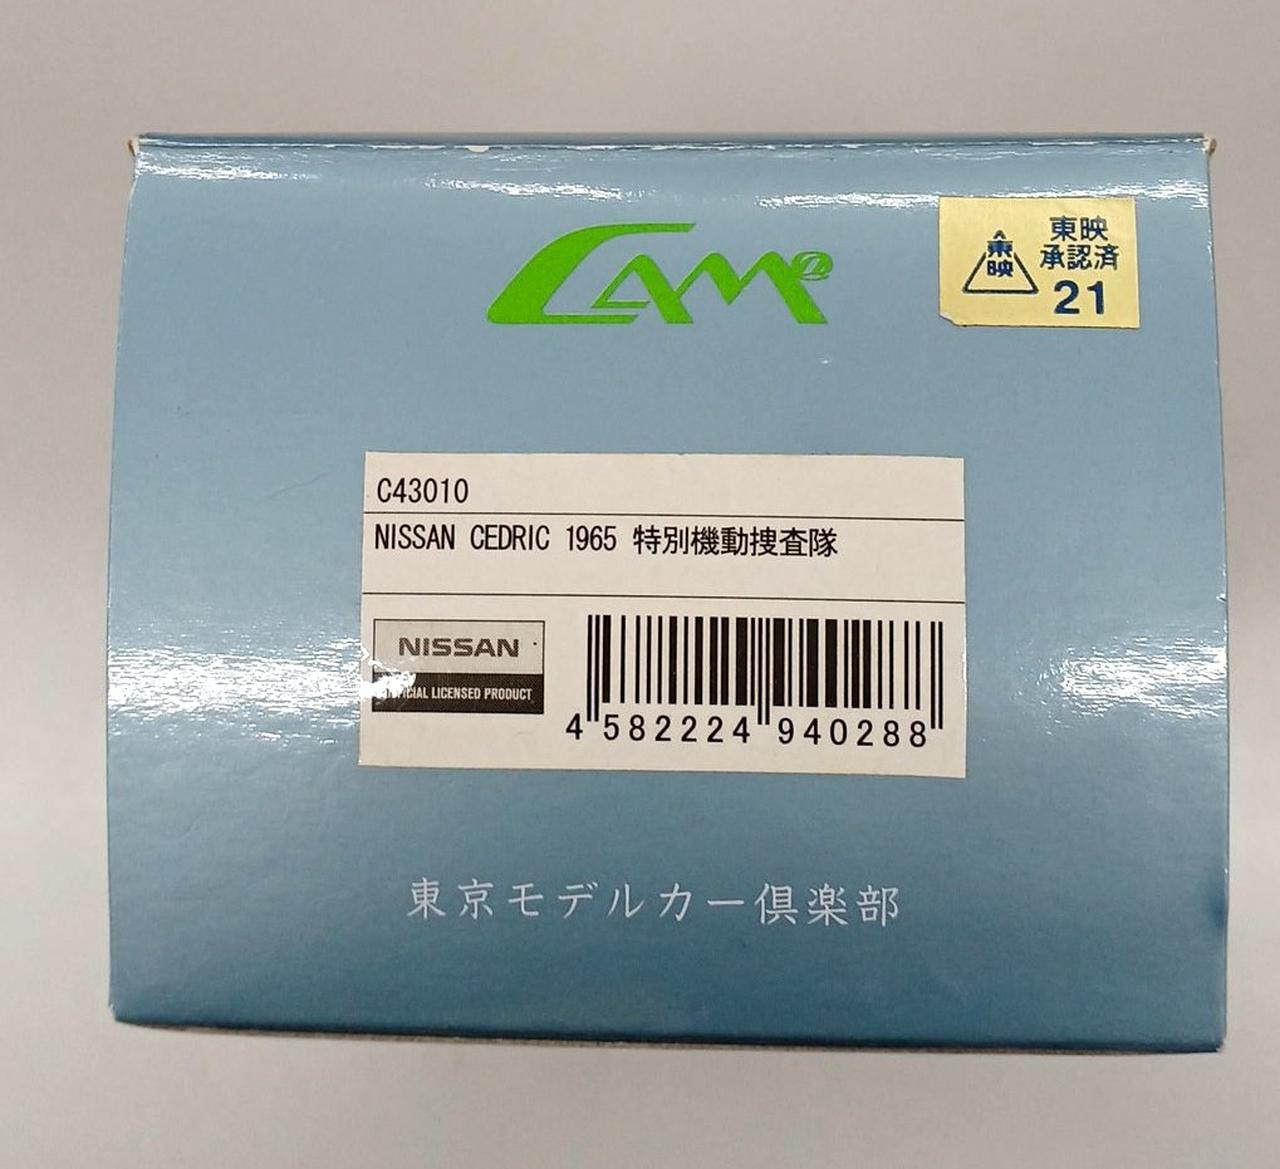 CAM²
東映
東映
承認済
21
C43010
NISSAN CEDRIC 1965 特別機動捜査隊
NISSAN
OFFICIAL LICENSED PRODUCT
4 582224 940288
東京モデルカー倶楽部